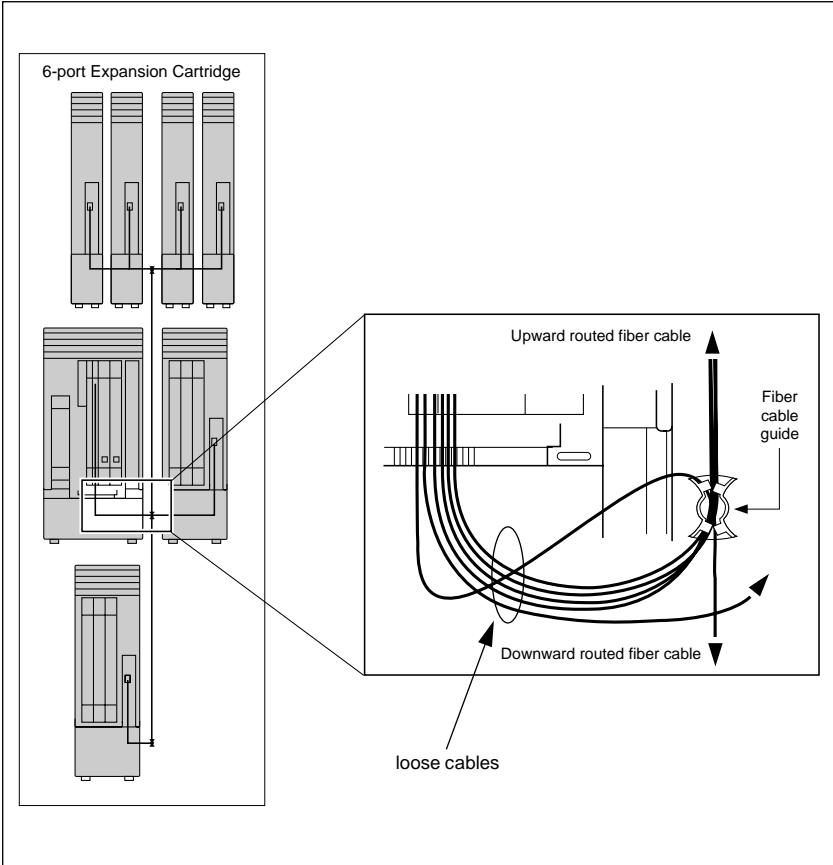 6-port Expansion Cartridge
Upward routed fiber cable
Fiber
cable
guide
Downward routed fiber cable
loose cables